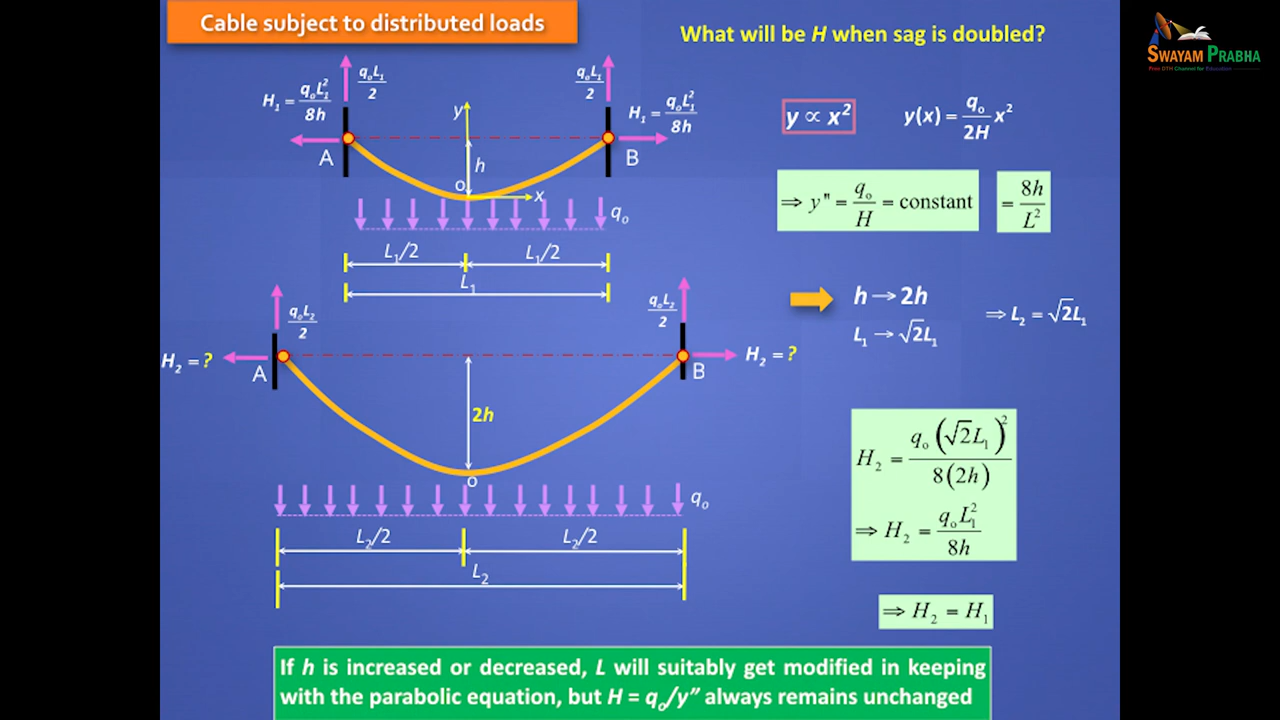 Cable subject to distributed loads
What will be H when sag is doubled?
SWAYAM PRABHA
Free DTH Channel for Education
q₀L₁/2
q₀L₁/2
H₁ = q₀L₁²/8h
H₁ = q₀L₁²/8h
y
A
B
h
o
x
q₀
L₁/2
L₁/2
L₁
y ∝ x²
y(x) = q₀/2H x²
⇒ y" = q₀/H = constant
= 8h/L²
h → 2h
L₁ → √2L₁
⇒ L₂ = √2L₁
q₀L₂/2
q₀L₂/2
H₂ = ?
H₂ = ?
A
B
2h
o
q₀
L₂/2
L₂/2
L₂
H₂ = q₀(√2L₁)²/8(2h)
⇒ H₂ = q₀L₁²/8h
⇒ H₂ = H₁
If h is increased or decreased, L will suitably get modified in keeping
with the parabolic equation, but H = q₀/y″ always remains unchanged